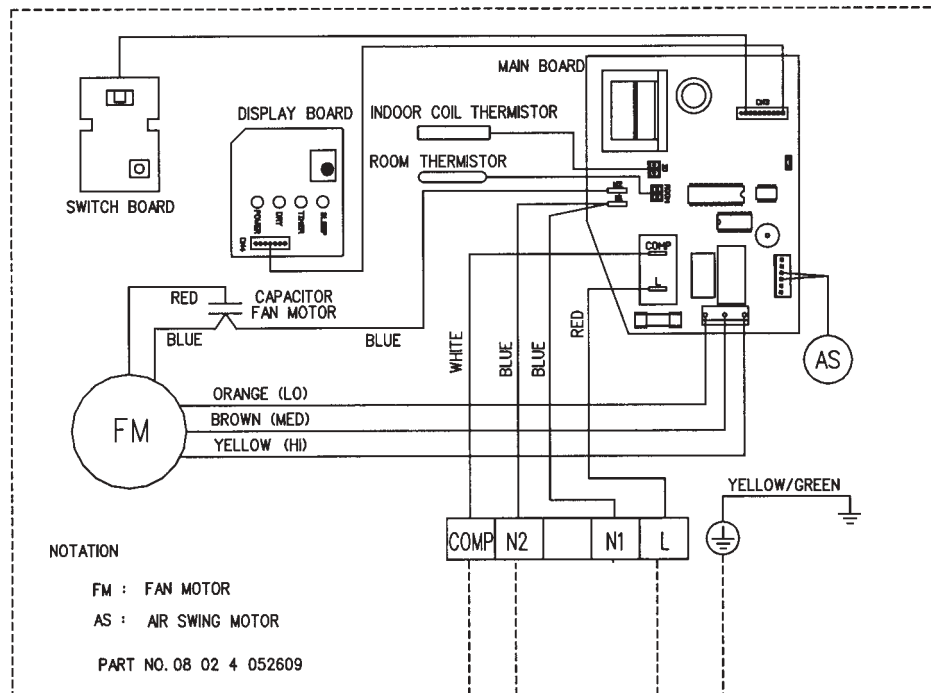 MAIN BOARD
CN3
DISPLAY BOARD
INDOOR COIL THERMISTOR
ROOM THERMISTOR
SWITCH BOARD
POWER
DRY
TIMER
SLEEP
ROOM
COMP
L
RED
CAPACITOR
FAN MOTOR
BLUE
BLUE
WHITE
BLUE
BLUE
RED
AS
ORANGE (LO)
BROWN (MED)
YELLOW (HI)
FM
YELLOW/GREEN
COMP N2 N1 L
NOTATION
FM : FAN MOTOR
AS : AIR SWING MOTOR
PART NO. 08 02 4 052609